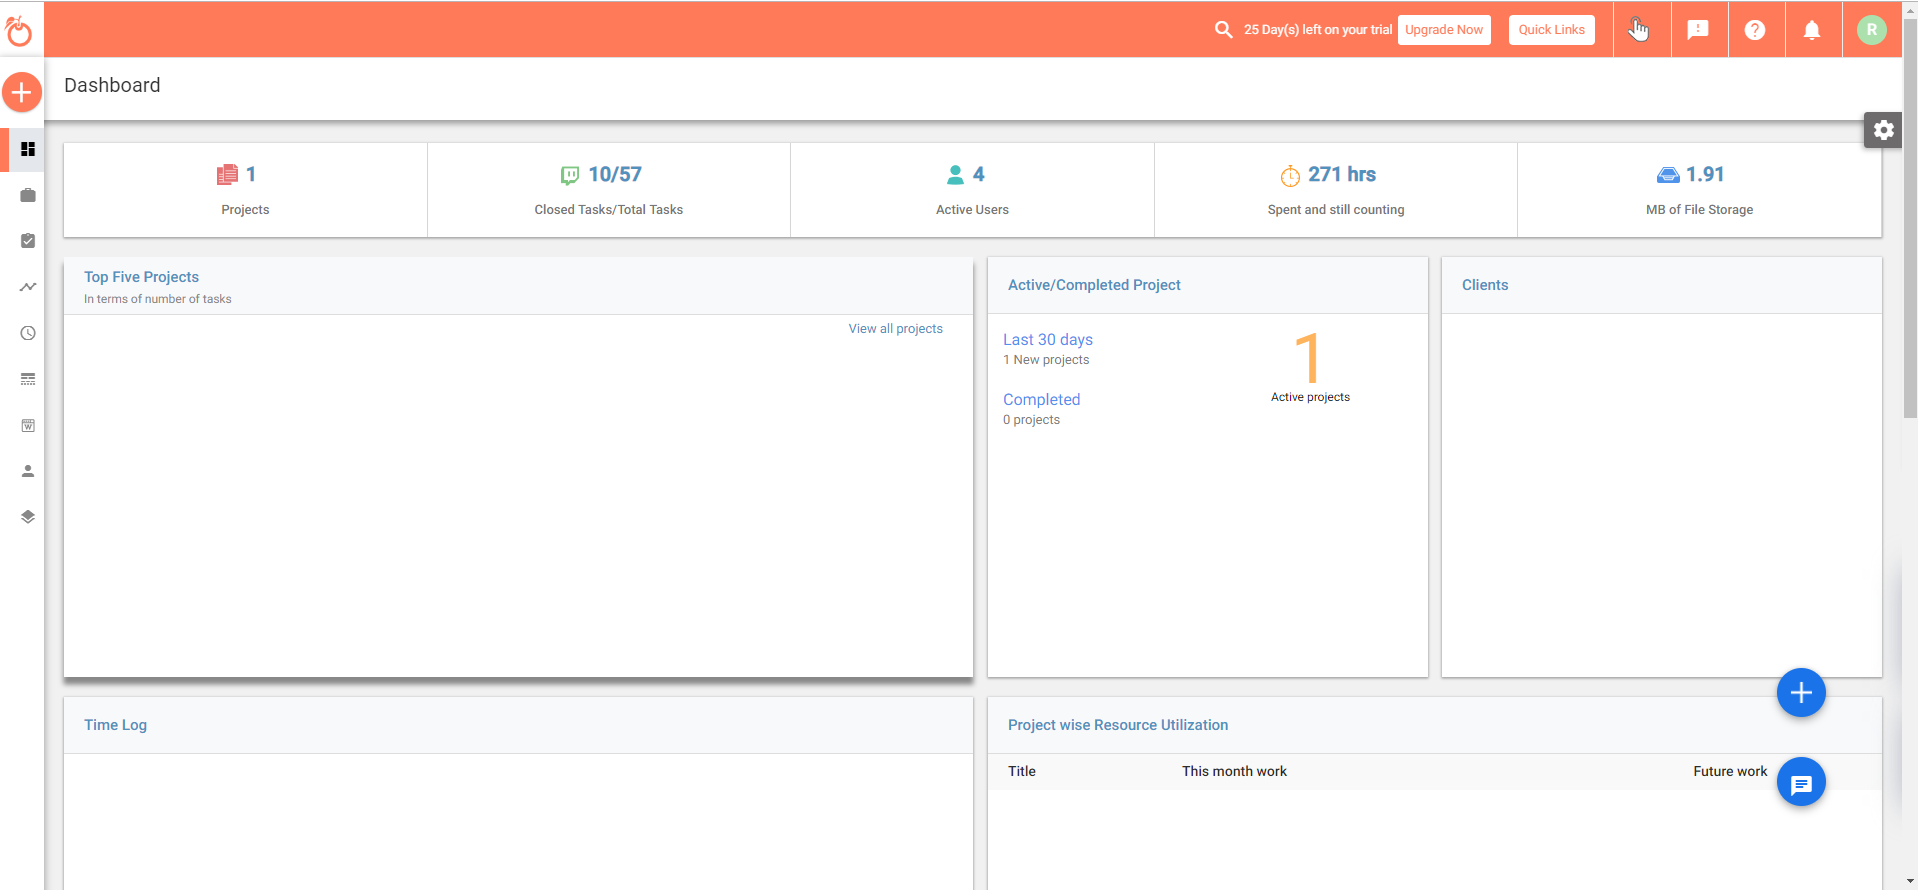 25 Day(s) left on your trial
Upgrade Now
Quick Links
R
Dashboard
1
Projects
10/57
Closed Tasks/Total Tasks
4
Active Users
271 hrs
Spent and still counting
1.91
MB of File Storage
Top Five Projects
In terms of number of tasks
View all projects
Active/Completed Project
Last 30 days
1 New projects
Completed
0 projects
1
Active projects
Clients
Time Log
Project wise Resource Utilization
Title
This month work
Future work
W